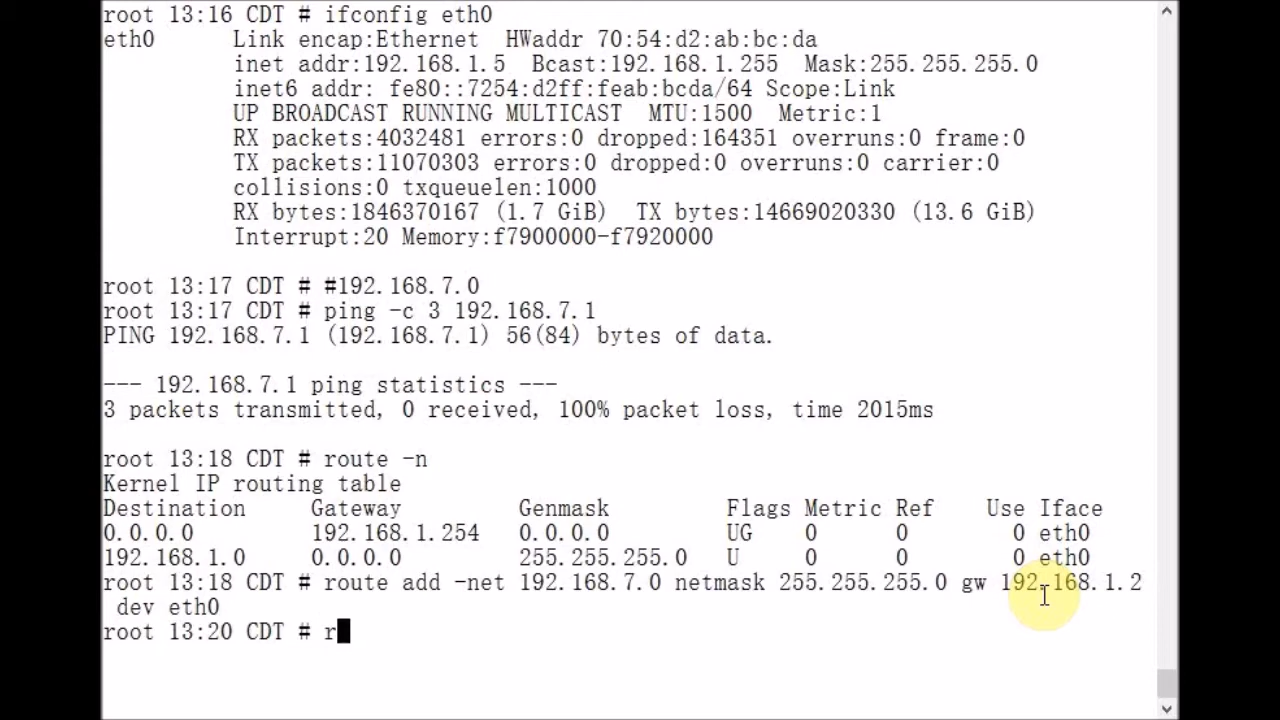 root 13:16 CDT # ifconfig eth0
eth0      Link encap:Ethernet  HWaddr 70:54:d2:ab:bc:da
          inet addr:192.168.1.5  Bcast:192.168.1.255  Mask:255.255.255.0
          inet6 addr: fe80::7254:d2ff:feab:bcda/64 Scope:Link
          UP BROADCAST RUNNING MULTICAST  MTU:1500  Metric:1
          RX packets:4032481 errors:0 dropped:164351 overruns:0 frame:0
          TX packets:11070303 errors:0 dropped:0 overruns:0 carrier:0
          collisions:0 txqueuelen:1000
          RX bytes:1846370167 (1.7 GiB)  TX bytes:14669020330 (13.6 GiB)
          Interrupt:20 Memory:f7900000-f7920000
root 13:17 CDT # #192.168.7.0
root 13:17 CDT # ping -c 3 192.168.7.1
PING 192.168.7.1 (192.168.7.1) 56(84) bytes of data.
--- 192.168.7.1 ping statistics ---
3 packets transmitted, 0 received, 100% packet loss, time 2015ms
root 13:18 CDT # route -n
Kernel IP routing table
Destination     Gateway         Genmask         Flags Metric Ref    Use Iface
0.0.0.0         192.168.1.254   0.0.0.0         UG    0      0        0 eth0
192.168.1.0     0.0.0.0         255.255.255.0   U     0      0        0 eth0
root 13:18 CDT # route add -net 192.168.7.0 netmask 255.255.255.0 gw 192.168.1.2
 dev eth0
root 13:20 CDT # r